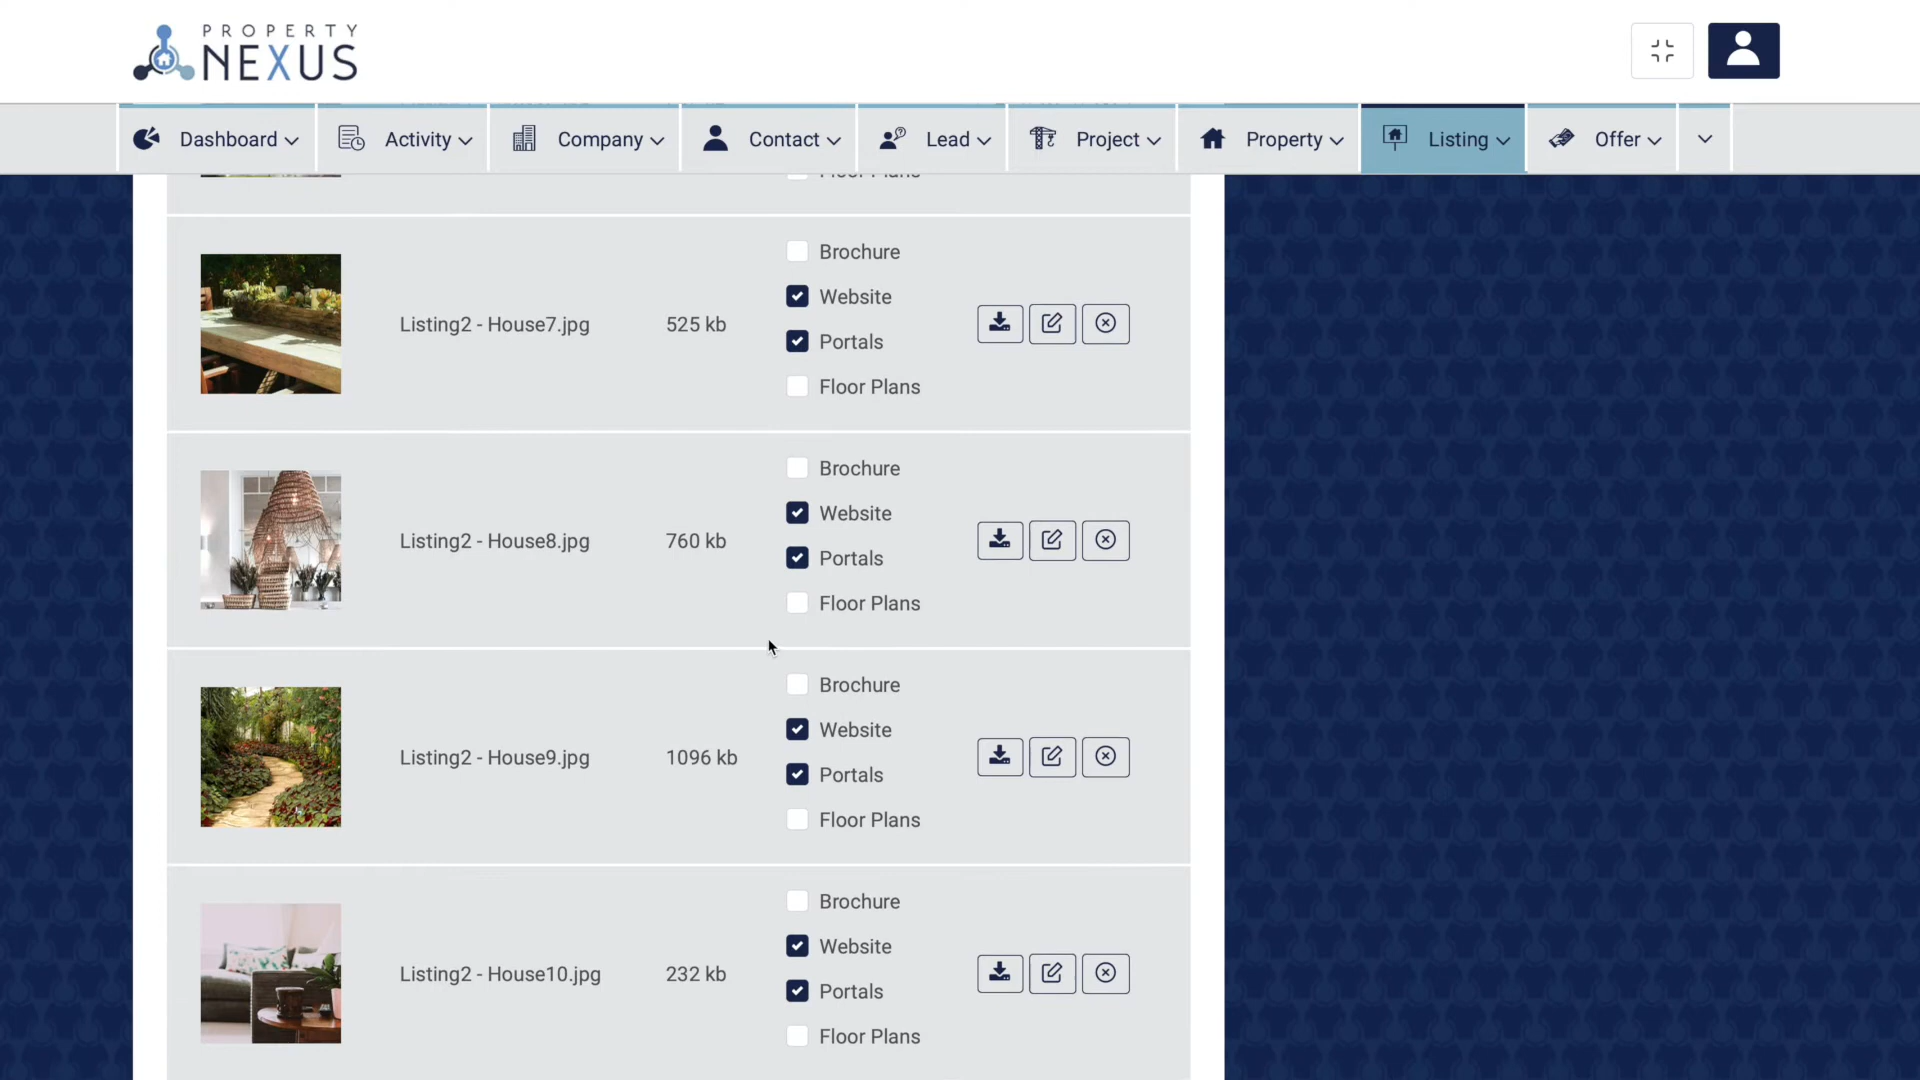 PROPERTY
NEXUS
Dashboard
Activity
Company
Contact
Lead
Project
Property
Listing
Offer
Floor Plans
Listing2 - House7.jpg
525 kb
Brochure
Website
Portals
Floor Plans
Listing2 - House8.jpg
760 kb
Brochure
Website
Portals
Floor Plans
Listing2 - House9.jpg
1096 kb
Brochure
Website
Portals
Floor Plans
Listing2 - House10.jpg
232 kb
Brochure
Website
Portals
Floor Plans